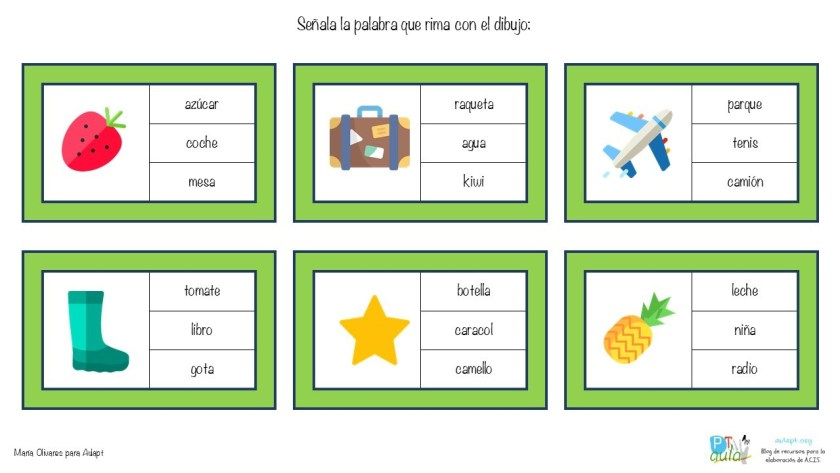 Señala la palabra que rima con el dibujo:
azúcar
coche
mesa
raqueta
agua
kiwi
parque
tenis
camión
tomate
libro
gota
botella
caracol
camello
leche
niña
radio
María Olivares para Aulapt
PT
aula
aulapt.org
Blog de recursos para la
elaboración de A.C.I.S.